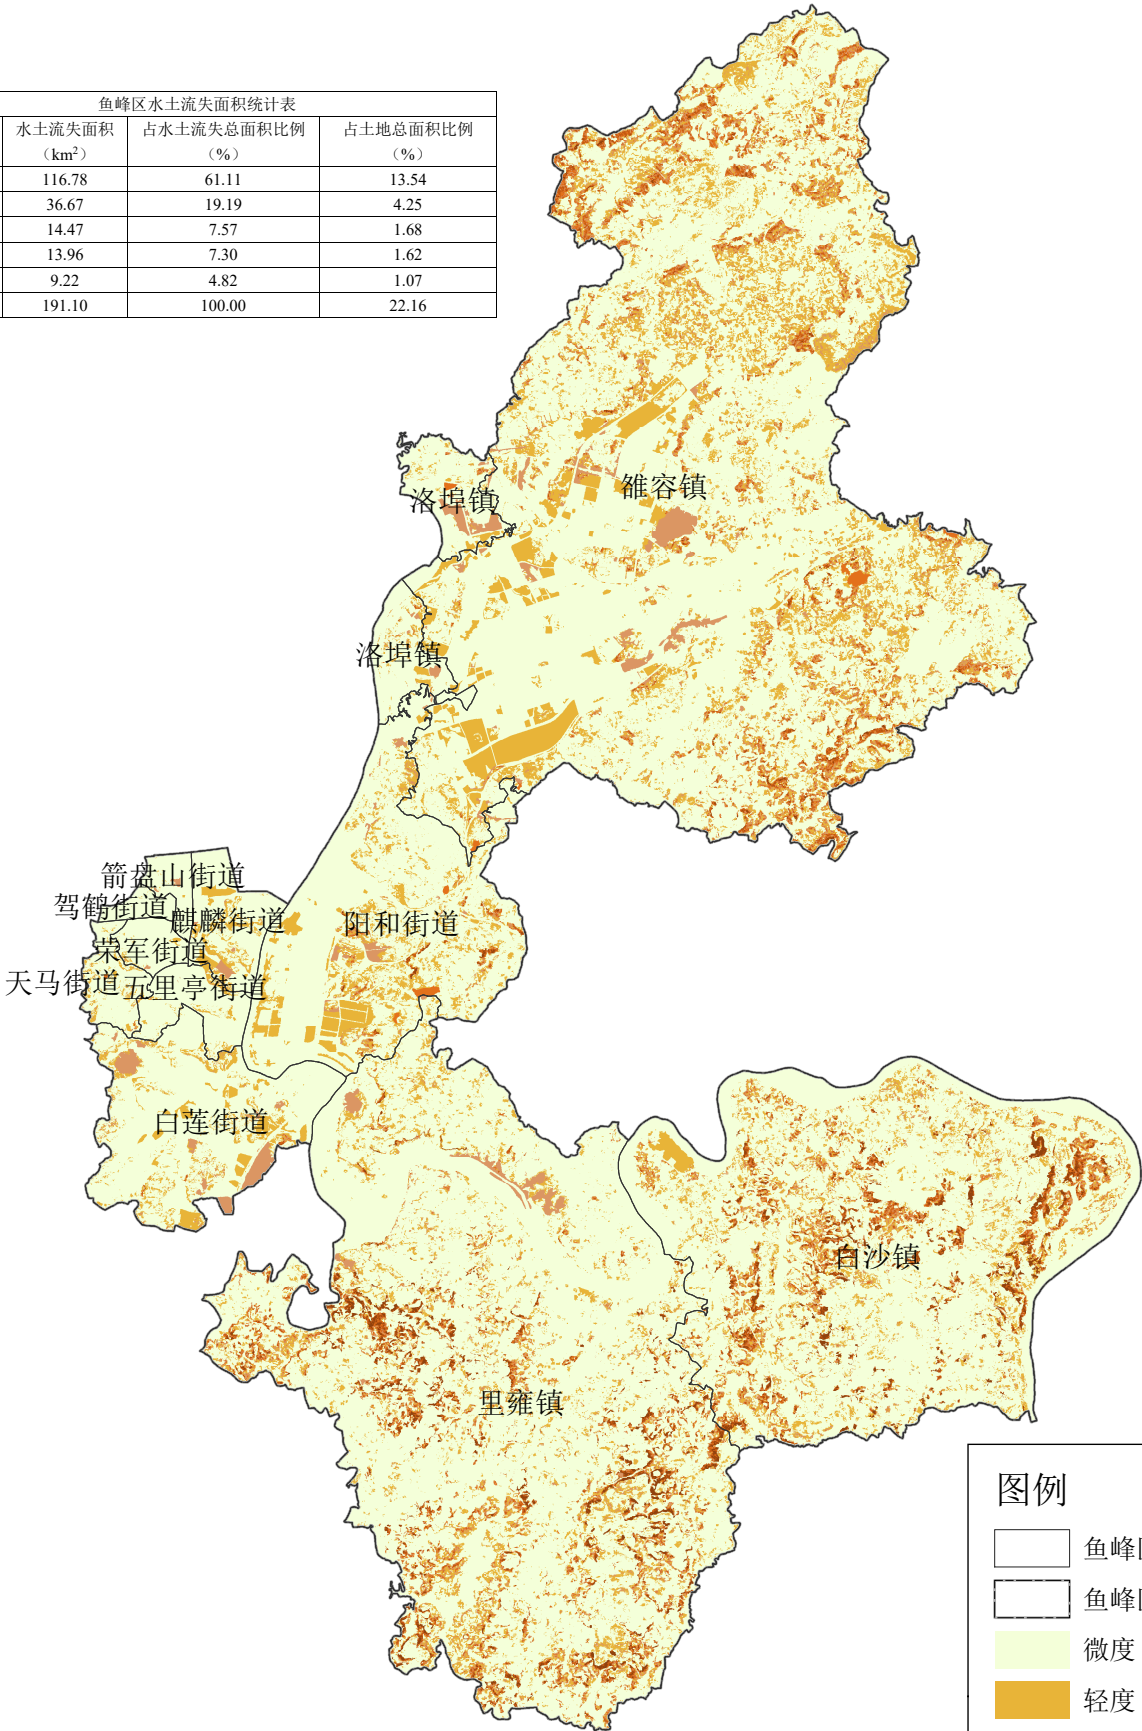 鱼峰区水土流失面积统计表
水土流失面积 占水土流失总面积比例 占土地总面积比例
（km²） （%） （%）
116.78 61.11 13.54
36.67 19.19 4.25
14.47 7.57 1.68
13.96 7.30 1.62
9.22 4.82 1.07
191.10 100.00 22.16
雒容镇
洛埠镇
洛埠镇
箭盘山街道
驾鹤街道
麒麟街道
阳和街道
荣军街道
天马街道
五里亭街道
白莲街道
白沙镇
里雍镇
图例
鱼峰
鱼峰
微度
轻度